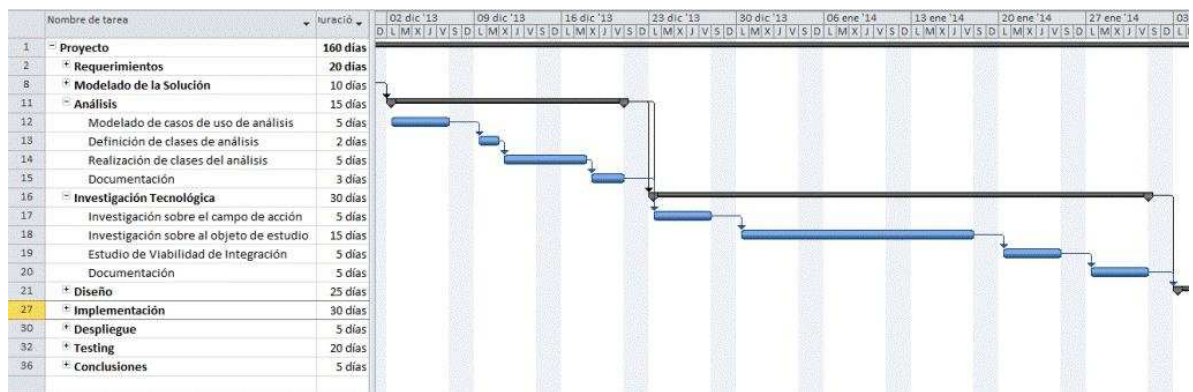 Nombre de tarea uració 02 dic '13 09 dic '13 16 dic '13 23 dic '13 30 dic '13 06 ene '14 13 ene '14 20 ene '14 27 ene '14 03
D L M X J V S D L M X J V S D L M X J V S D L M X J V S D L M X J V S D L M X J V S D L M X J V S D L M X J V S D L M X J V S D L
1 Proyecto 160 días
2 Requerimientos 20 días
8 Modelado de la Solución 10 días
11 Análisis 15 días
12 Modelado de casos de uso de análisis 5 días
13 Definición de clases de análisis 2 días
14 Realización de clases del análisis 5 días
15 Documentación 3 días
16 Investigación Tecnológica 30 días
17 Investigación sobre el campo de acción 5 días
18 Investigación sobre al objeto de estudio 15 días
19 Estudio de Viabilidad de Integración 5 días
20 Documentación 5 días
21 Diseño 25 días
27 Implementación 30 días
30 Despliegue 5 días
32 Testing 20 días
36 Conclusiones 5 días